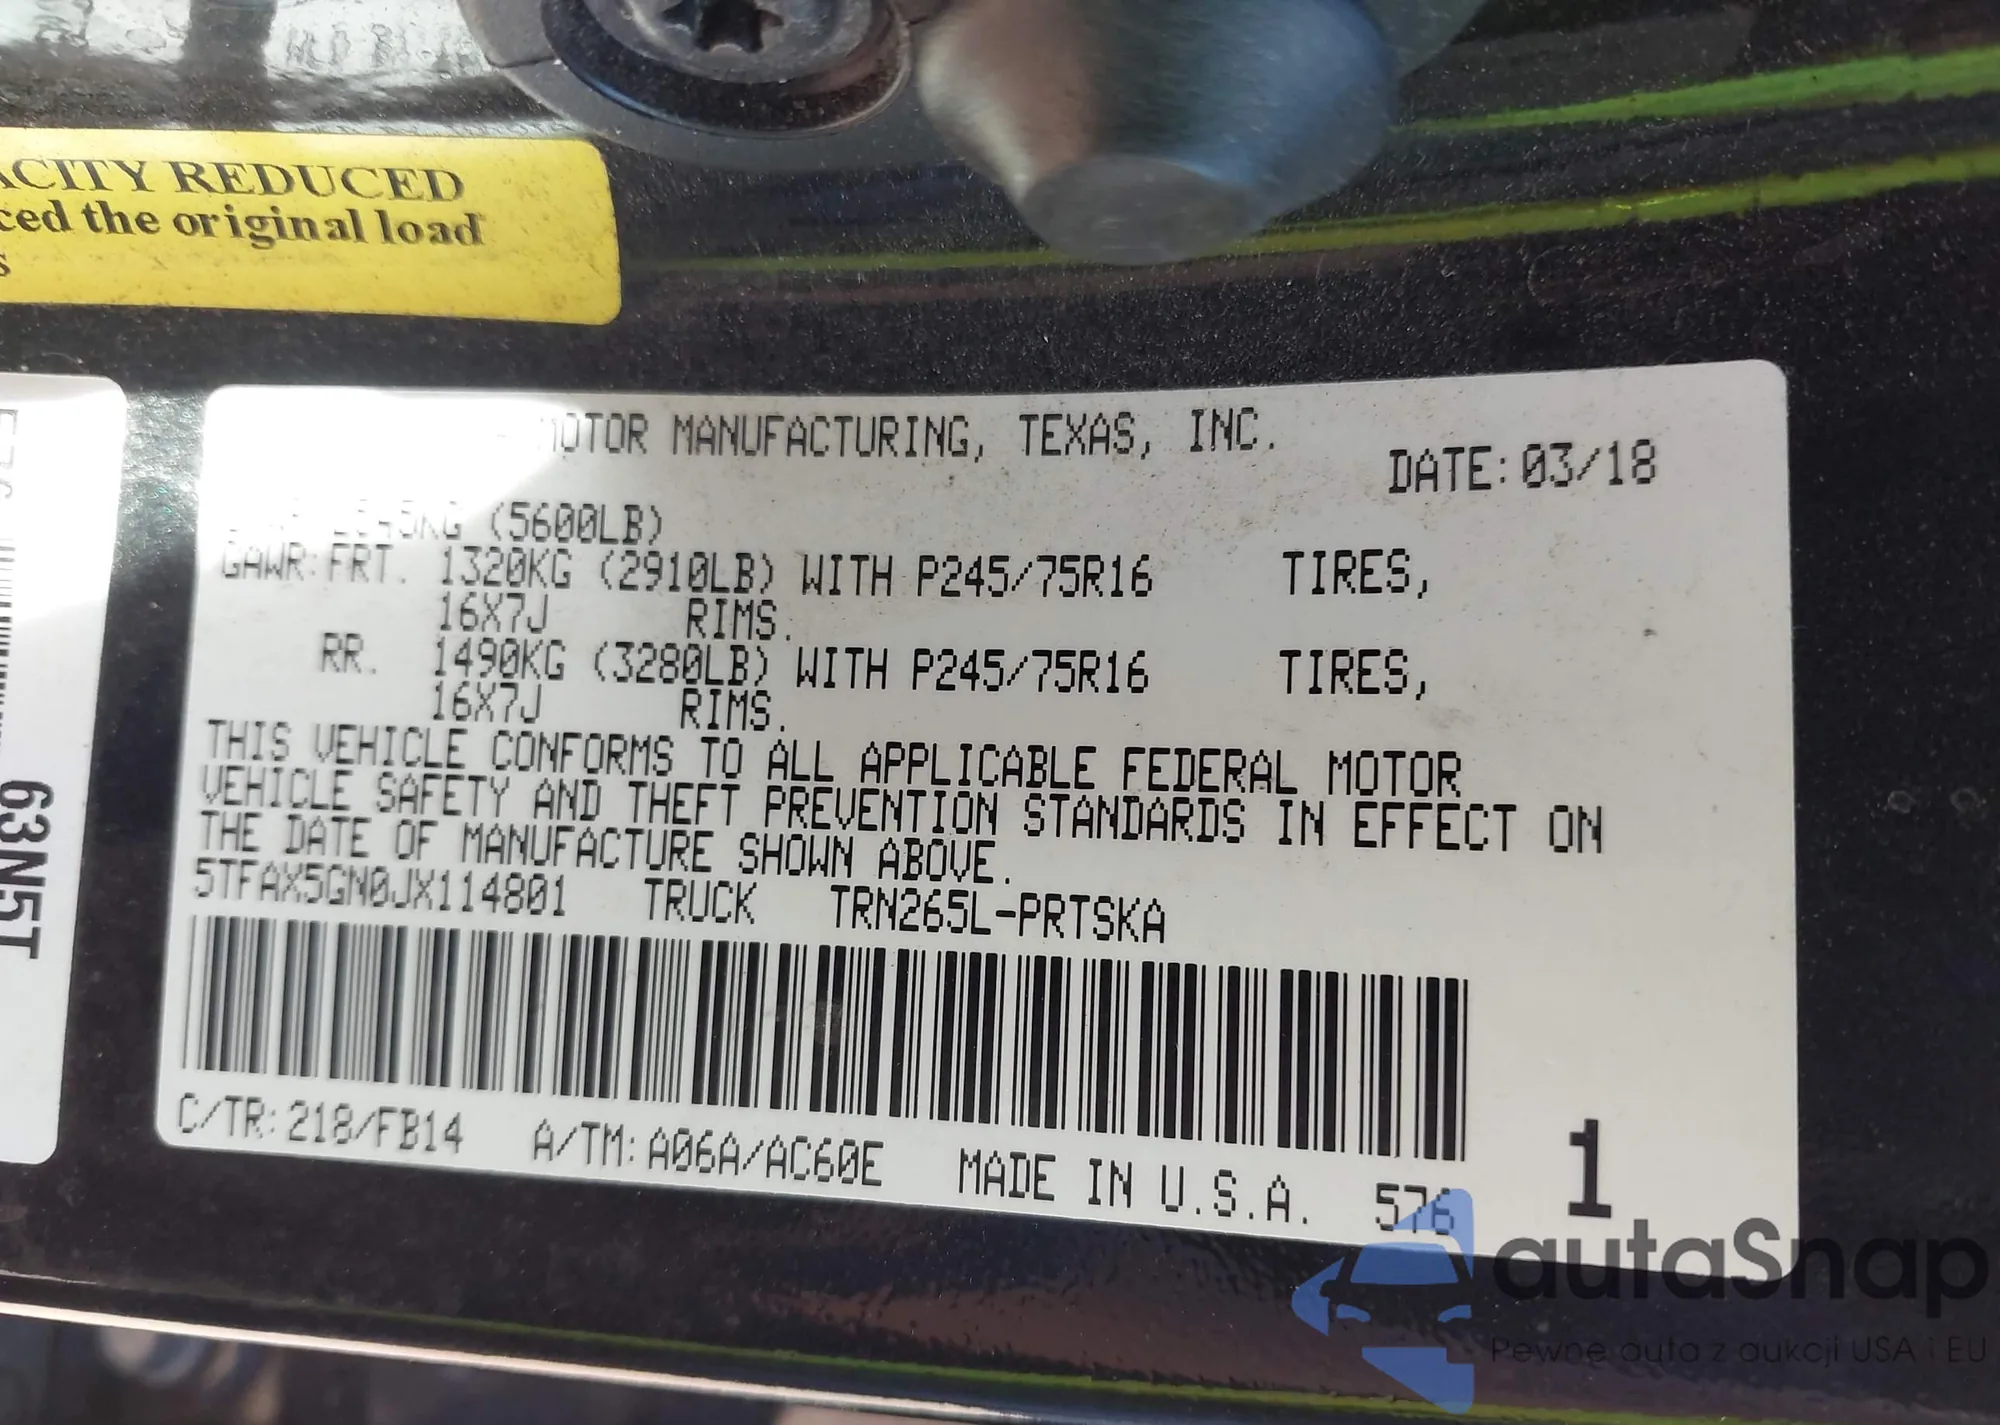 ACITY REDUCED
ced the original load
s
MOTOR MANUFACTURING, TEXAS, INC.
DATE: 03/18
(5600LB)
GAWR: FRT. 1320KG (2910LB) WITH P245/75R16 TIRES,
16X7J RIMS.
RR. 1490KG (3280LB) WITH P245/75R16 TIRES,
16X7J RIMS.
THIS VEHICLE CONFORMS TO ALL APPLICABLE FEDERAL MOTOR
VEHICLE SAFETY AND THEFT PREVENTION STANDARDS IN EFFECT ON
THE DATE OF MANUFACTURE SHOWN ABOVE.
5TFAX5GN0JX114801 TRUCK TRN265L-PRTSKA
C/TR: 218/FB14 A/TM: A06A/AC60E MADE IN U.S.A. 576
1
63N5T
autaSnap
Pewne auta z aukcji USA i EU